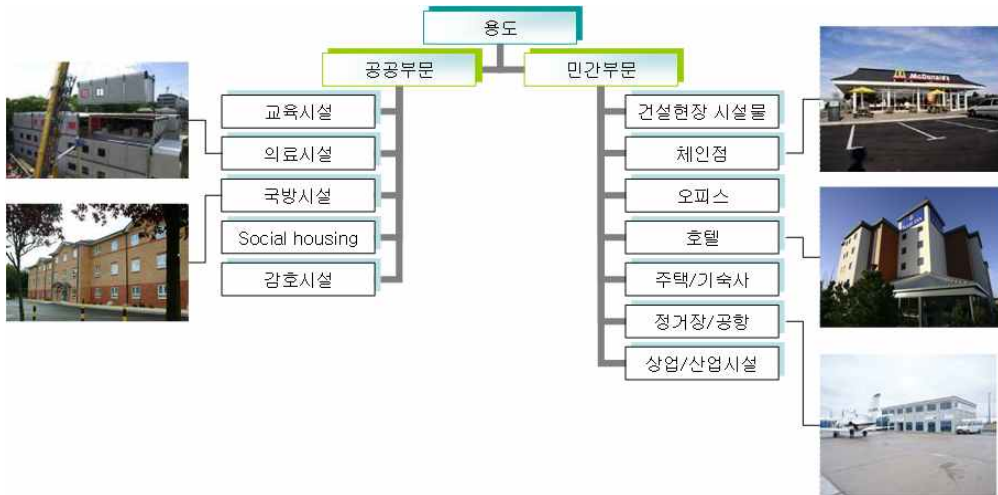 용도
공공부문
민간부문
교육시설
의료시설
국방시설
Social housing
감호시설
건설현장 시설물
체인점
오피스
호텔
주택/기숙사
정거장/공항
상업/산업시설
McDonald's